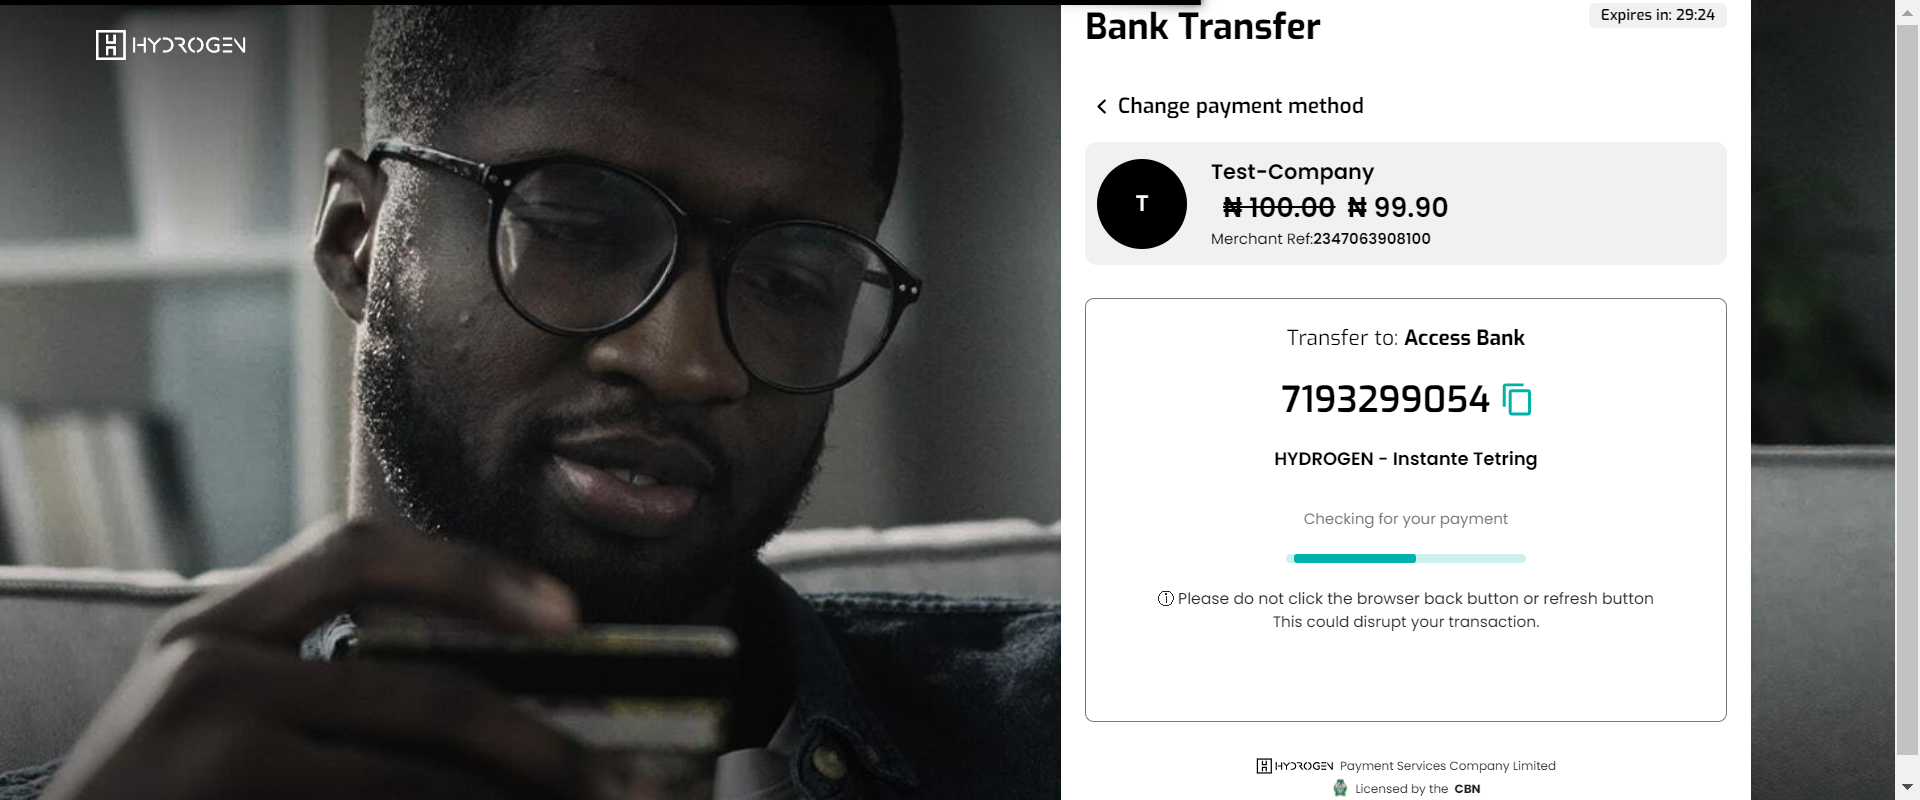 HYDROGEN
Bank Transfer
Expires in: 29:24
Change payment method
T
Test-Company
₦ 100.00 ₦ 99.90
Merchant Ref:2347063908100
Transfer to: Access Bank
7193299054
HYDROGEN - Instante Tetring
Checking for your payment
Please do not click the browser back button or refresh button
This could disrupt your transaction.
HYDROGEN Payment Services Company Limited
Licensed by the CBN